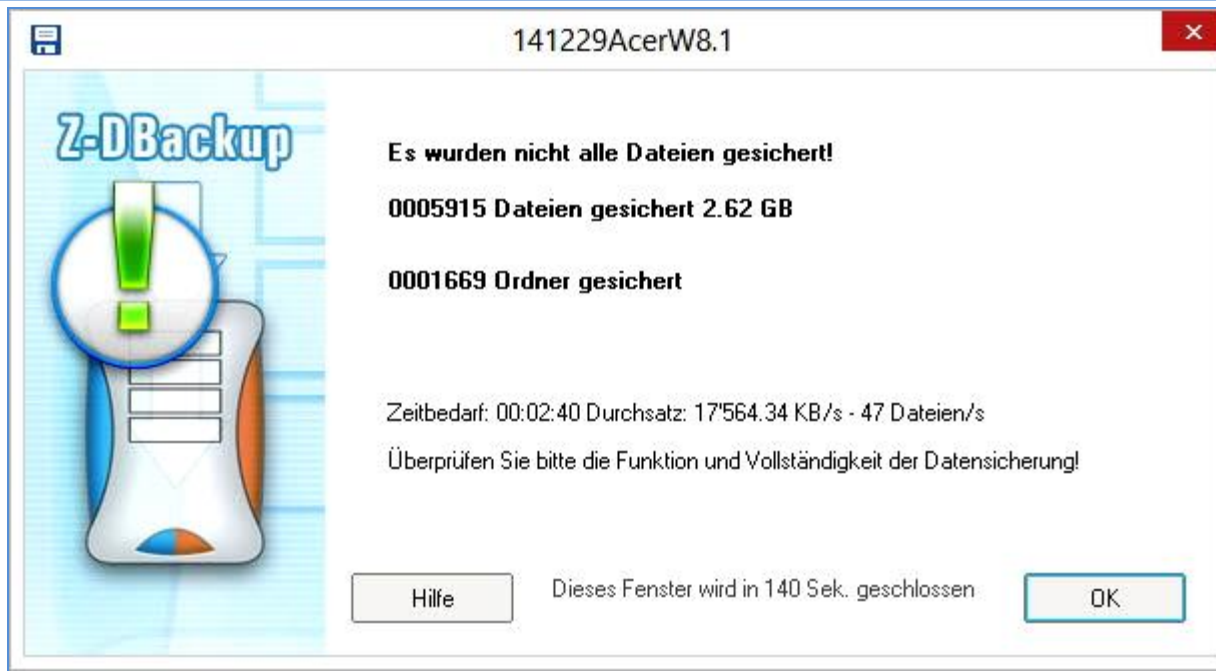 141229AcerW8.1
Z-DBackup
Es wurden nicht alle Dateien gesichert!
0005915 Dateien gesichert 2.62 GB
0001669 Ordner gesichert
Zeitbedarf: 00:02:40 Durchsatz: 17'564.34 KB/s - 47 Dateien/s
Überprüfen Sie bitte die Funktion und Vollständigkeit der Datensicherung!
Hilfe
Dieses Fenster wird in 140 Sek. geschlossen
OK